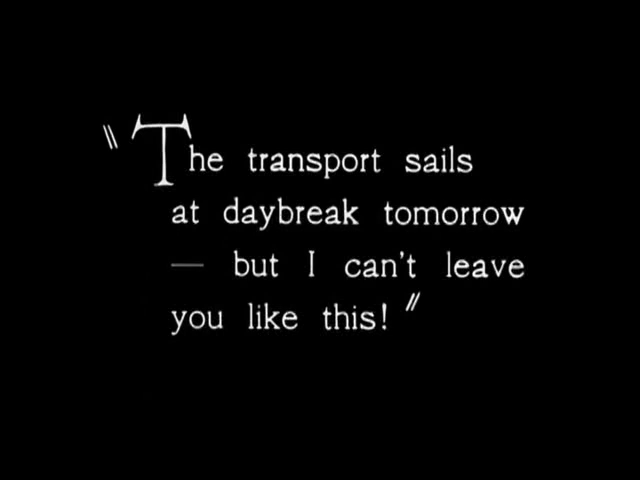 "The transport sails
at daybreak tomorrow
— but I can't leave
you like this!"